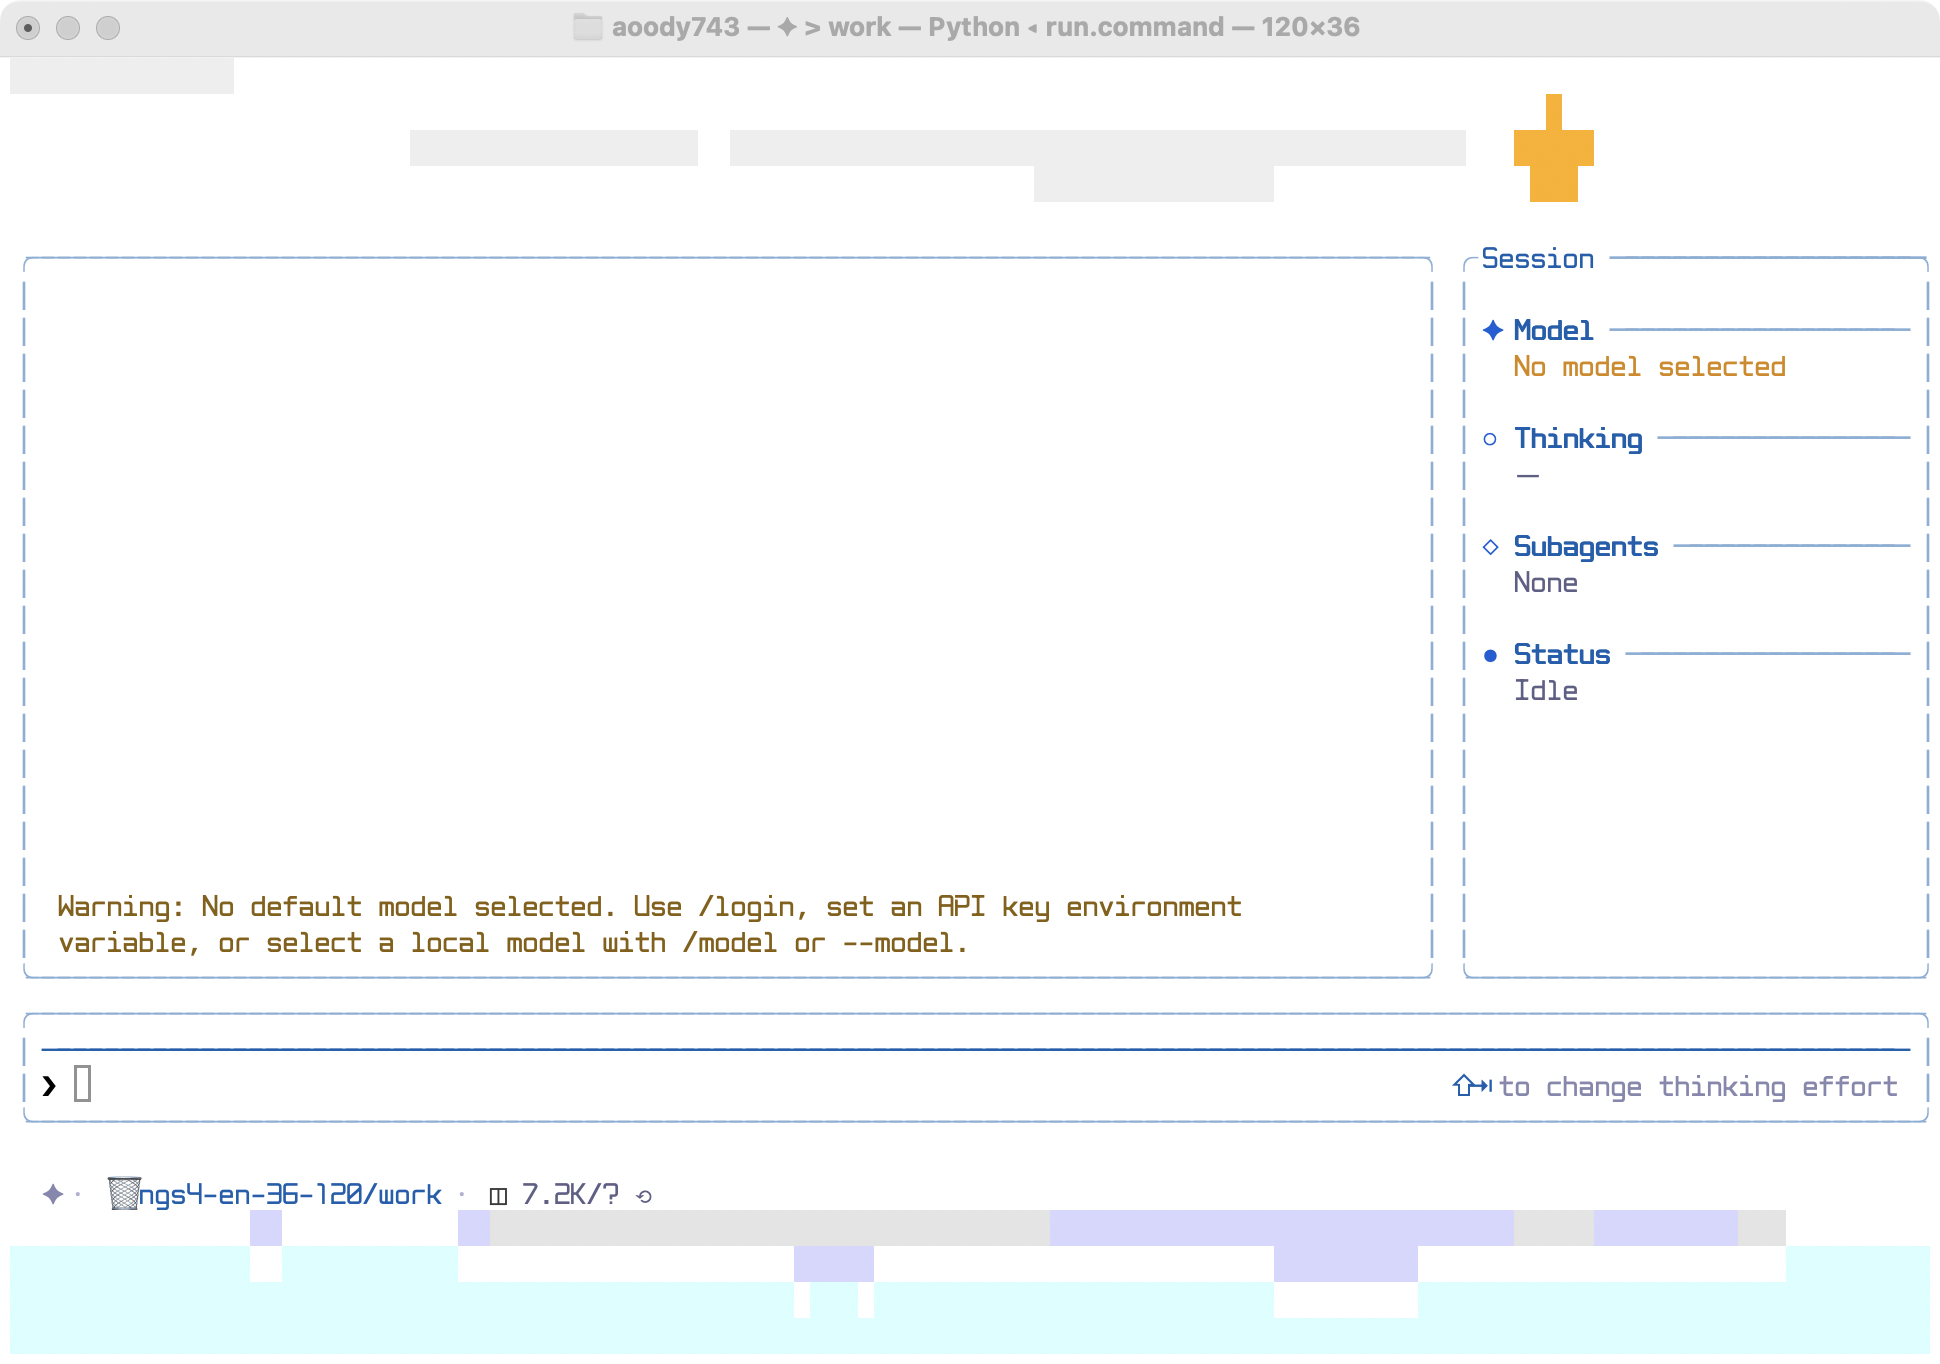 aoody743 — ✦ > work — Python ◂ run.command — 120×36
Session
✦ Model
No model selected
○ Thinking
—
◇ Subagents
None
● Status
Idle
Warning: No default model selected. Use /login, set an API key environment
variable, or select a local model with /model or --model.
❯
⇧⇥ to change thinking effort
✦ · 🗑ngs4-en-36-120/work · ◫ 7.2K/? ⟲